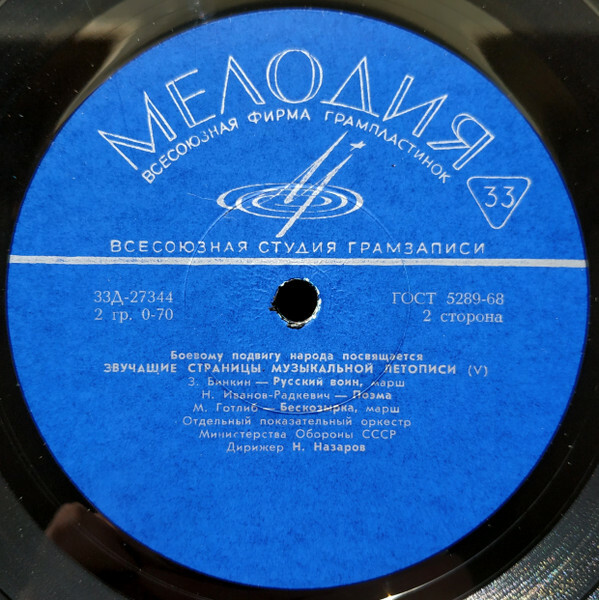 МЕЛОДИЯ
ВСЕСОЮЗНАЯ ФИРМА ГРАМПЛАСТИНОК
33
ВСЕСОЮЗНАЯ СТУДИЯ ГРАМЗАПИСИ
33Д-27344
ГОСТ 5289-68
2 гр. 0-70
2 сторона
Боевому подвигу народа посвящается
ЗВУЧАЩИЕ СТРАНИЦЫ МУЗЫКАЛЬНОЙ ЛЕТОПИСИ (V)
З. Бинкин — Русский воин, марш
Н. Иванов-Радкевич — Поэма
М. Готлиб — Бескозырка, марш
Отдельный показательный оркестр
Министерства Обороны СССР
Дирижер Н. Назаров